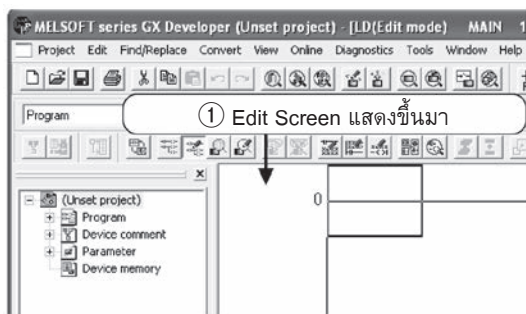 MELSOFT series GX Developer (Unset project) - [LD(Edit mode) MAIN 1
Project Edit Find/Replace Convert View Online Diagnostics Tools Window Help
Program
① Edit Screen แสดงขึ้นมา
0
(Unset project)
Program
Device comment
Parameter
Device memory